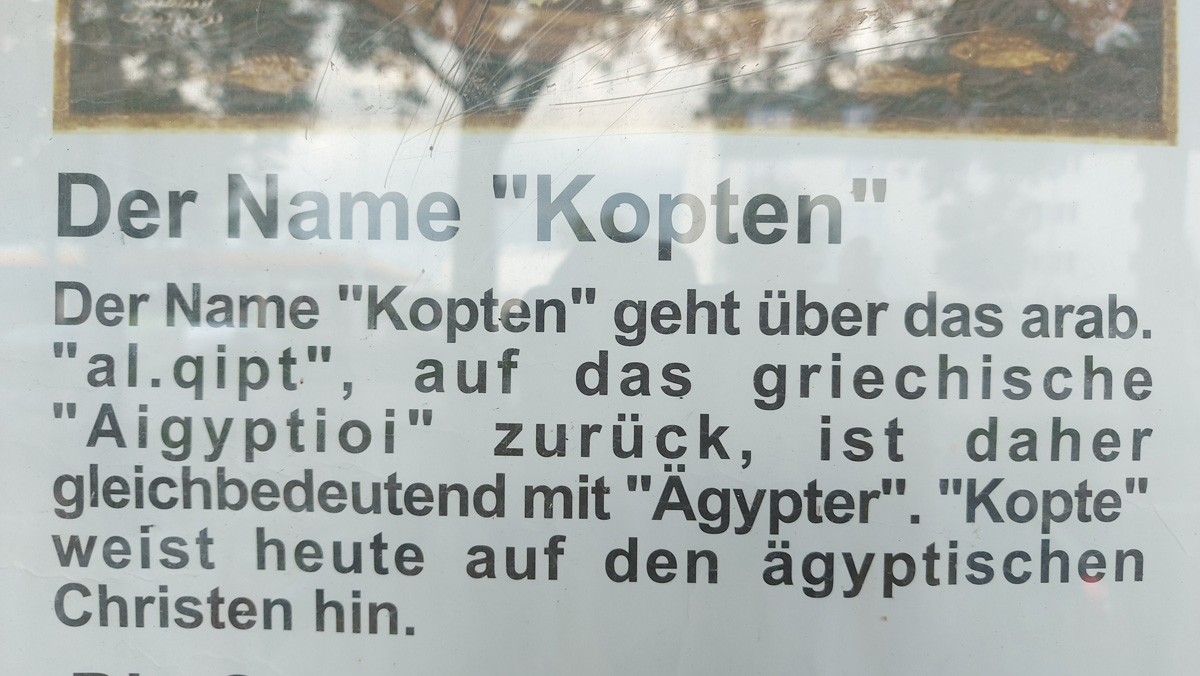 Der Name "Kopten"
Der Name "Kopten" geht über das arab.
"al.qipt", auf das griechische
"Aigyptioi" zurück, ist daher
gleichbedeutend mit "Ägypter". "Kopte"
weist heute auf den ägyptischen
Christen hin.